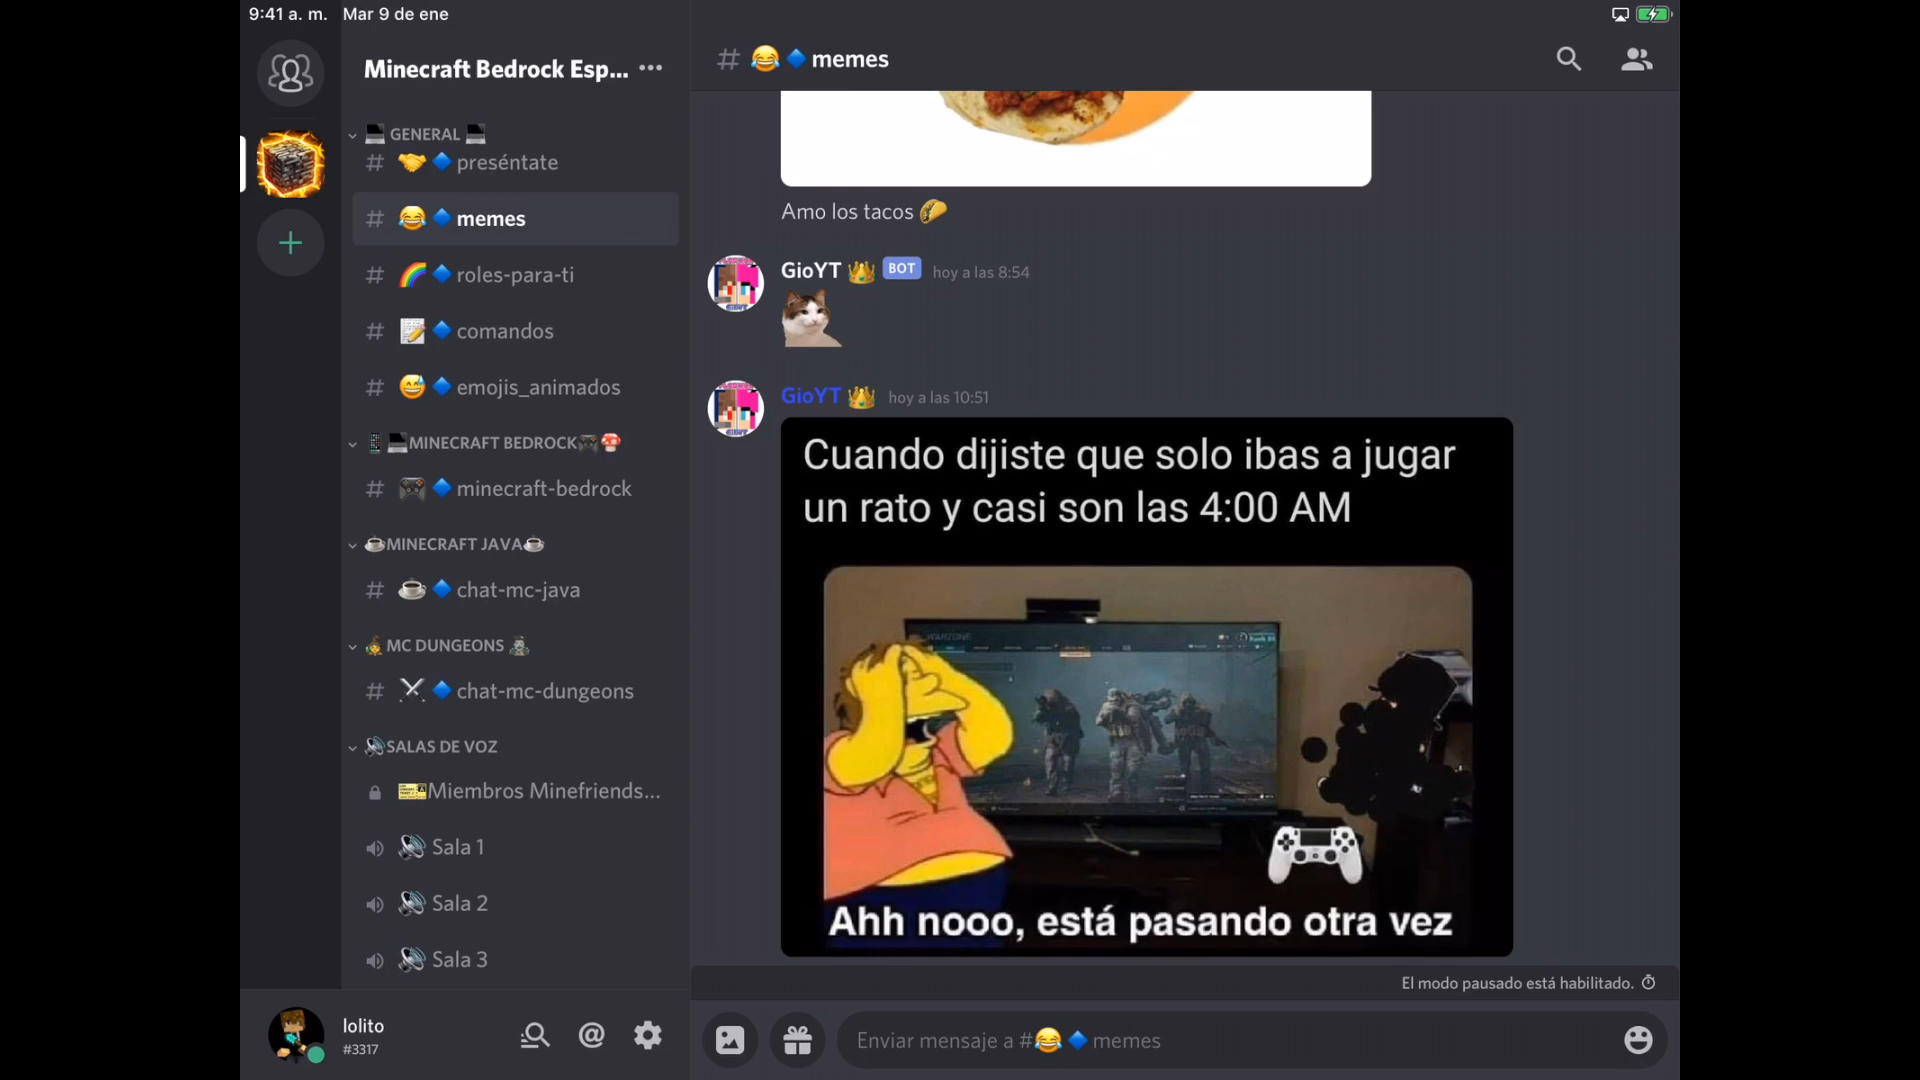 9:41 a. m. Mar 9 de ene
Minecraft Bedrock Esp...
GENERAL
# preséntate
# memes
# roles-para-ti
# comandos
# emojis_animados
MINECRAFT BEDROCK
# minecraft-bedrock
MINECRAFT JAVA
# chat-mc-java
MC DUNGEONS
# chat-mc-dungeons
SALAS DE VOZ
Miembros Minefriends...
Sala 1
Sala 2
Sala 3
lolito
#3317
# 😂🔷memes
Amo los tacos 🌮
GioYT 👑 BOT hoy a las 8:54
GioYT 👑 hoy a las 10:51
Cuando dijiste que solo ibas a jugar
un rato y casi son las 4:00 AM
WARZONE
Ahh nooo, está pasando otra vez
El modo pausado está habilitado.
Enviar mensaje a #😂🔷memes